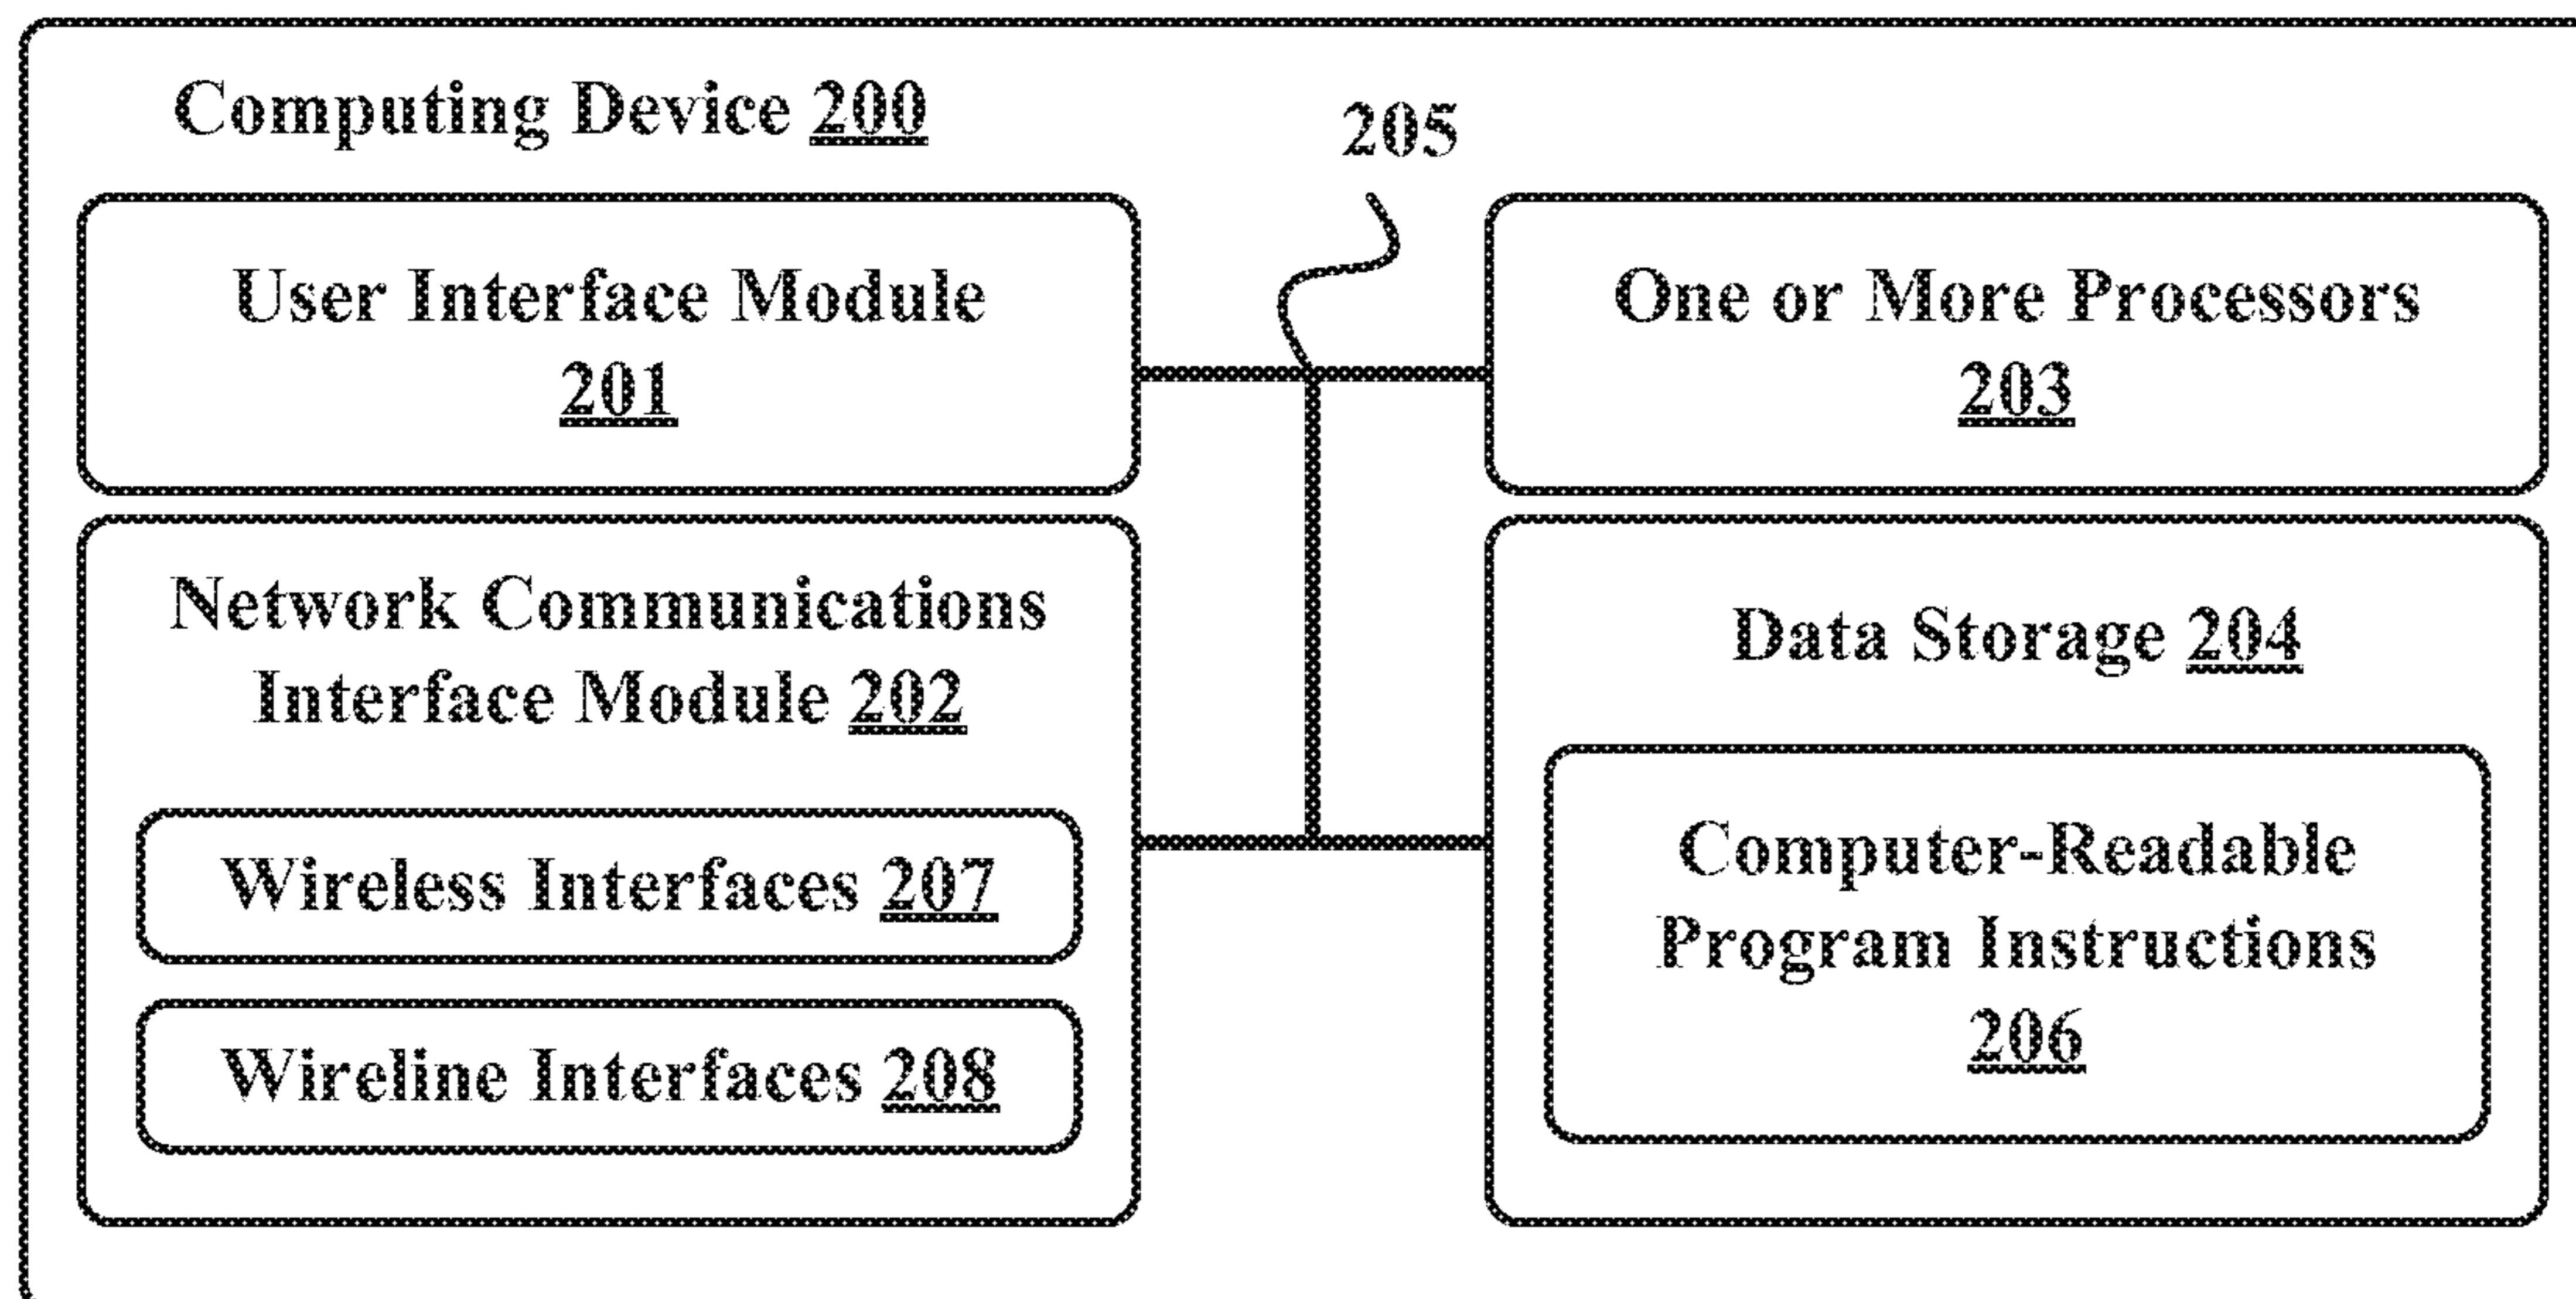 Computing Device 200
205
User Interface Module
201
One or More Processors
203
Network Communications
Interface Module 202
Wireless Interfaces 207
Wireline Interfaces 208
Data Storage 204
Computer-Readable
Program Instructions
206